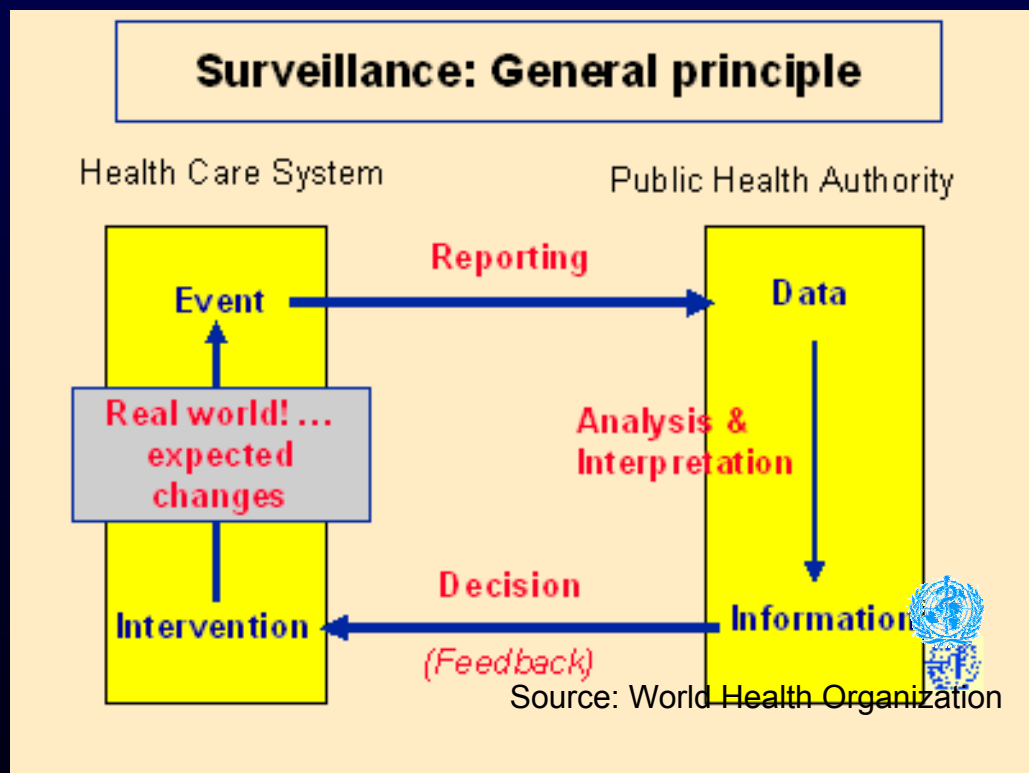 Surveillance: General principle
Health Care System
Public Health Authority
Reporting
Event
Data
Real world! ...
expected
changes
Analysis &
Interpretation
Decision
Intervention
Information
(Feedback)
Source: World Health Organization